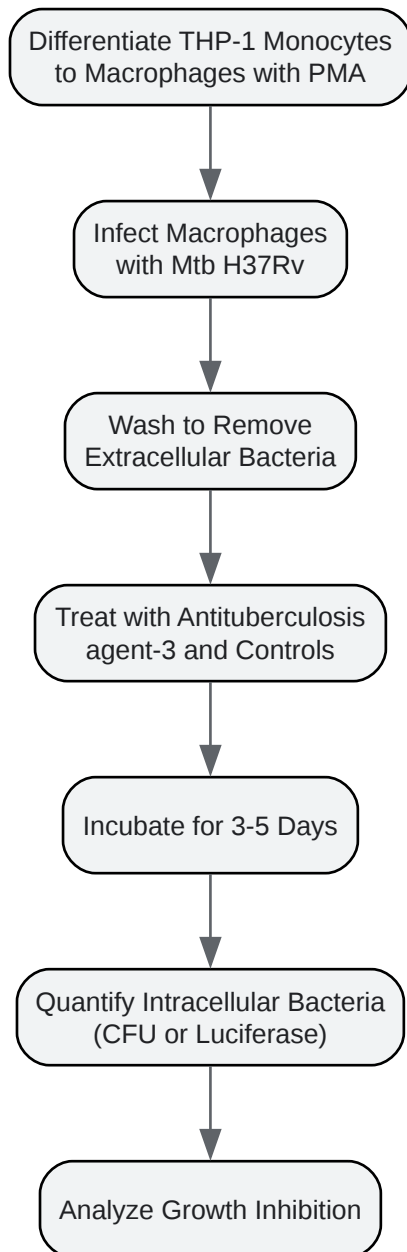 Differentiate THP-1 Monocytes
to Macrophages with PMA
Infect Macrophages
with Mtb H37Rv
Wash to Remove
Extracellular Bacteria
Treat with Antituberculosis
agent-3 and Controls
Incubate for 3-5 Days
Quantify Intracellular Bacteria
(CFU or Luciferase)
Analyze Growth Inhibition